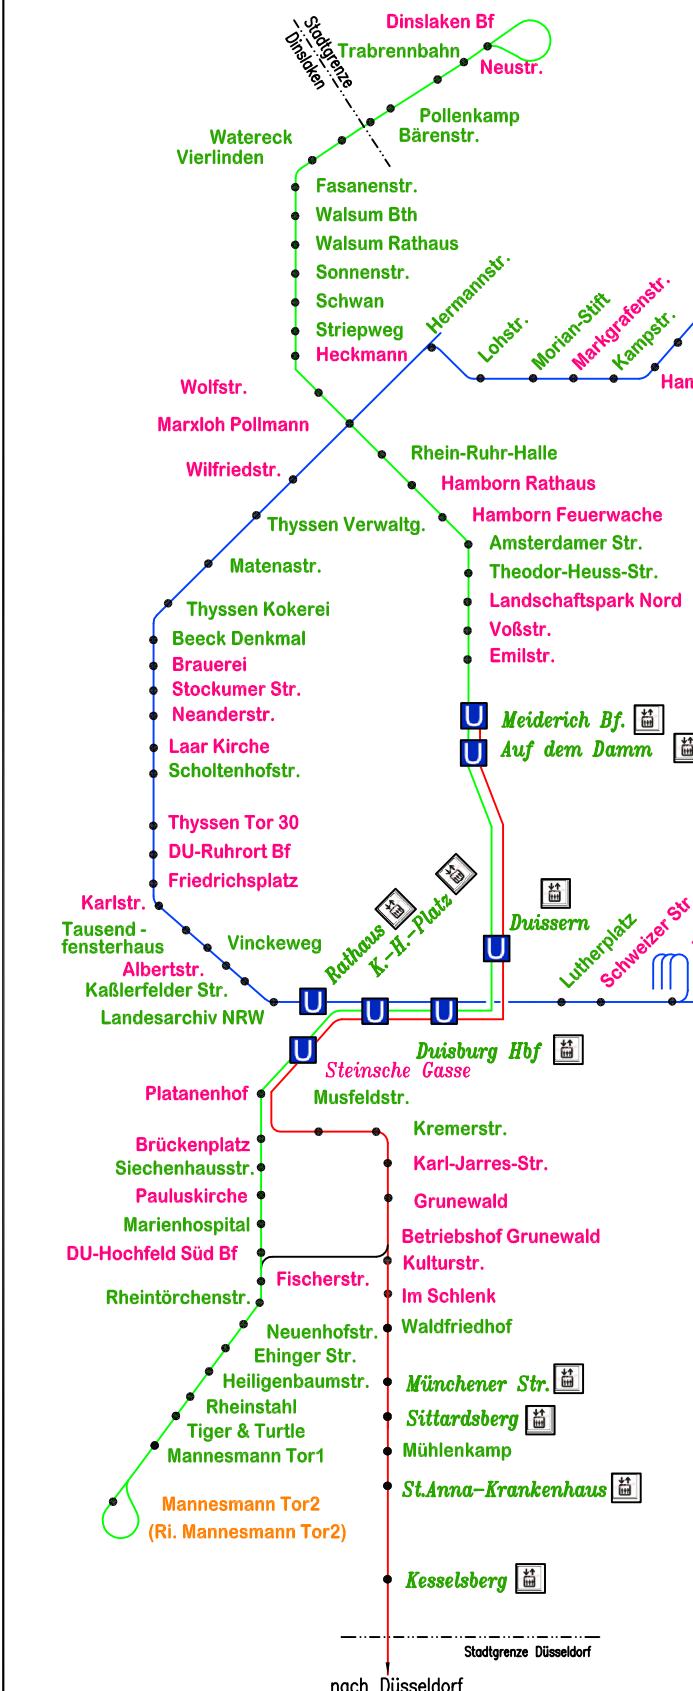 Dinslaken Bf
Stadtgrenze
Dinslaken
Trabrennbahn
Neustr.
Pollenkamp
Bärenstr.
Watereck
Vierlinden
Fasanenstr.
Walsum Bth
Walsum Rathaus
Sonnenstr.
Schwan
Striepweg
Heckmann
Hermannstr.
Lohstr.
Morian-Stift
Markgrafenstr.
Kampstr.
Ham
Wolfstr.
Marxloh Pollmann
Rhein-Ruhr-Halle
Wilfriedstr.
Hamborn Rathaus
Hamborn Feuerwache
Thyssen Verwaltg.
Amsterdamer Str.
Matenastr.
Theodor-Heuss-Str.
Landschaftspark Nord
Thyssen Kokerei
Voßstr.
Beeck Denkmal
Emilstr.
Brauerei
Stockumer Str.
Neanderstr.
U Meiderich Bf.
Laar Kirche
U Auf dem Damm
Scholtenhofstr.
Thyssen Tor 30
DU-Ruhrort Bf
Friedrichsplatz
Karlstr.
Tausend -
fensterhaus
Vinckeweg
Rathaus
K.-H.-Platz
Duissern
U
Lutherplatz
Schweizer Str
Albertstr.
Kaßlerfelder Str.
Landesarchiv NRW
U
U
U
Duisburg Hbf
U
Steinsche Gasse
Platanenhof
Musfeldstr.
Kremerstr.
Brückenplatz
Siechenhausstr.
Karl-Jarres-Str.
Pauluskirche
Grunewald
Marienhospital
Betriebshof Grunewald
DU-Hochfeld Süd Bf
Kulturstr.
Fischerstr.
Rheintörchenstr.
Im Schlenk
Neuenhofstr.
Waldfriedhof
Ehinger Str.
Heiligenbaumstr.
Münchener Str.
Rheinstahl
Sittardsberg
Tiger & Turtle
Mannesmann Tor1
Mühlenkamp
St.Anna-Krankenhaus
Mannesmann Tor2
(Ri. Mannesmann Tor2)
Kesselsberg
Stadtgrenze Düsseldorf
nach Düsseldorf